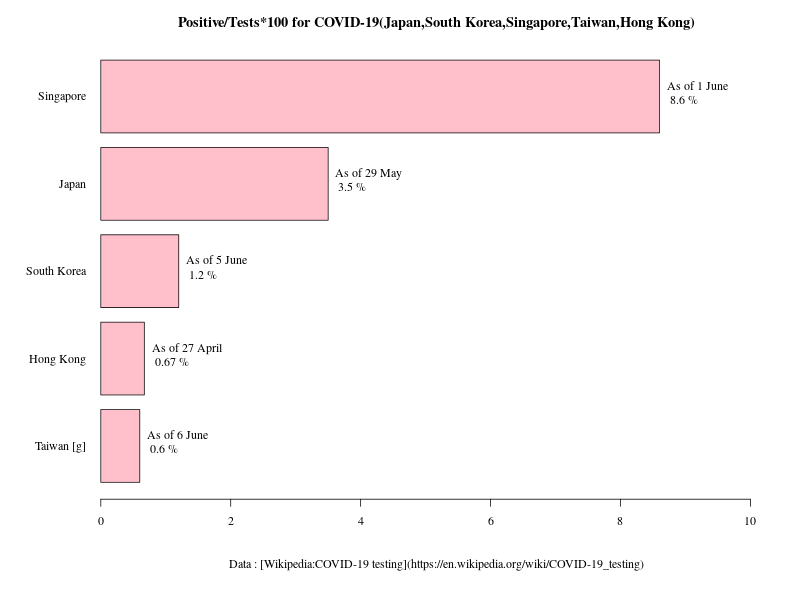 Positive/Tests*100 for COVID-19(Japan,South Korea,Singapore,Taiwan,Hong Kong)
Singapore
As of 1 June
8.6 %
Japan
As of 29 May
3.5 %
South Korea
As of 5 June
1.2 %
Hong Kong
As of 27 April
0.67 %
Taiwan [g]
As of 6 June
0.6 %
0 2 4 6 8 10
Data : [Wikipedia:COVID-19 testing](https://en.wikipedia.org/wiki/COVID-19_testing)